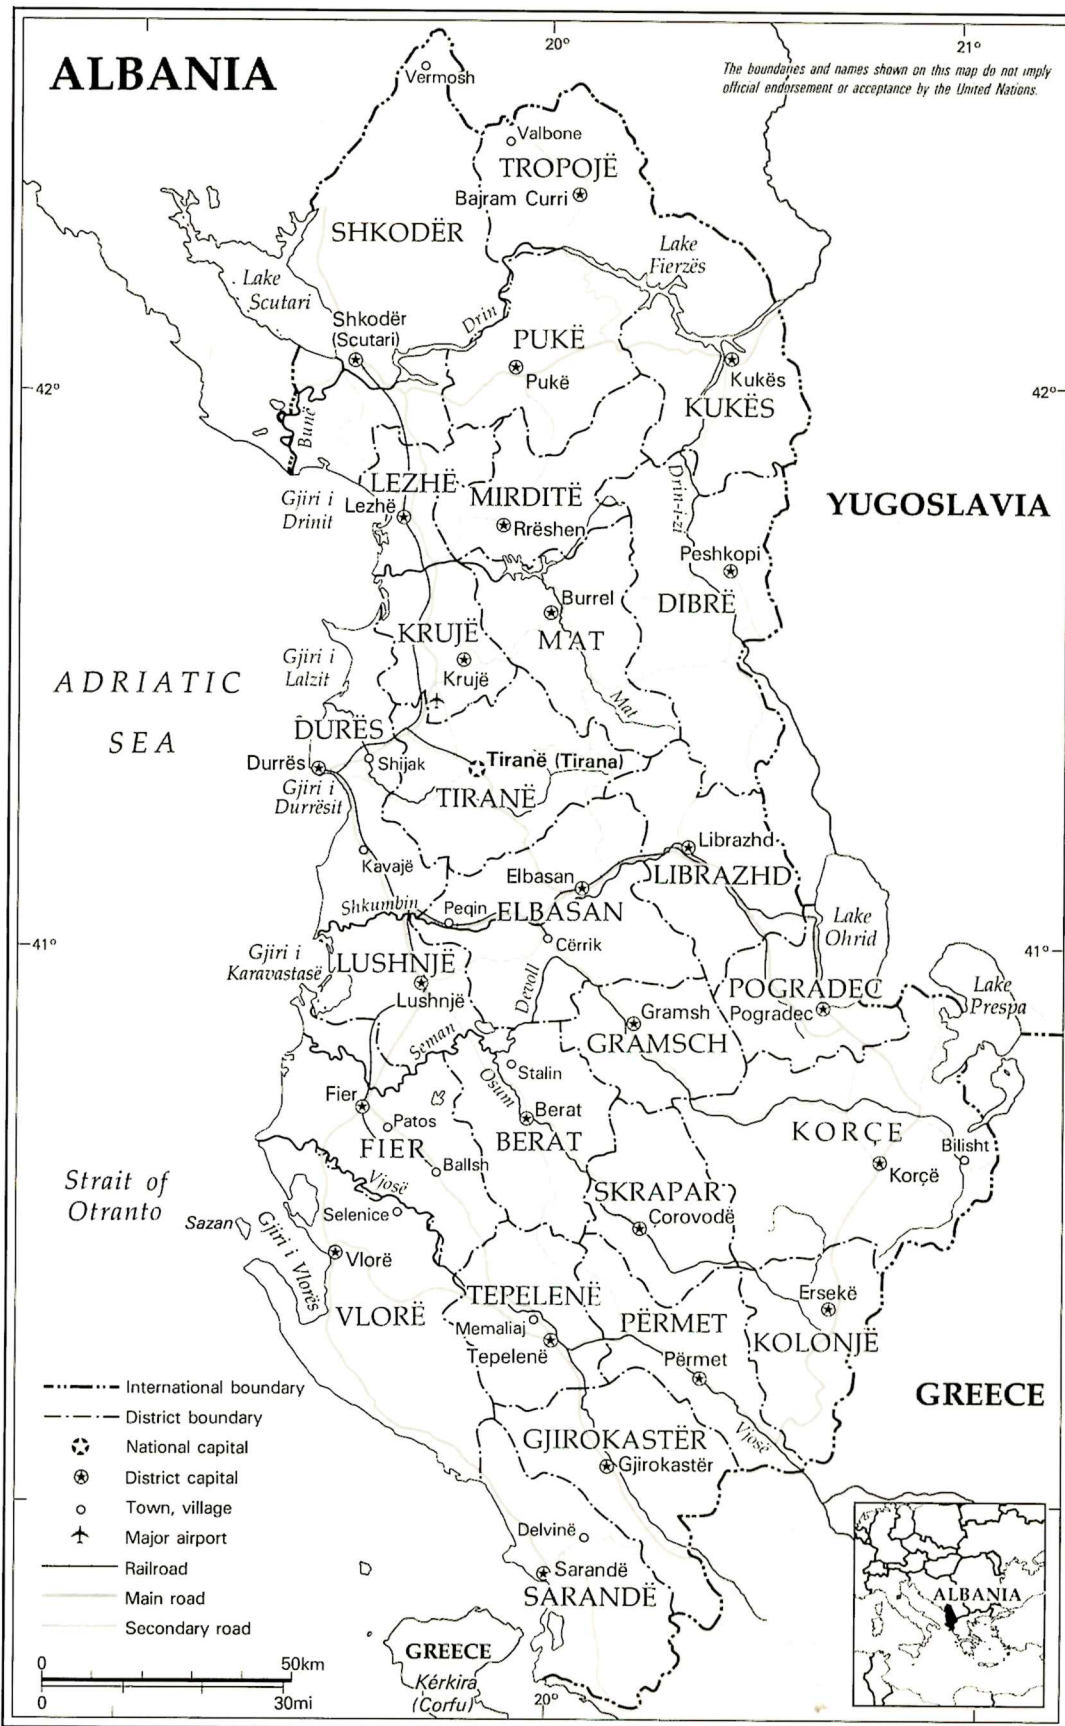 ALBANIA
20°
21°
The boundaries and names shown on this map do not imply
official endorsement or acceptance by the United Nations.
Vermosh
Valbone
TROPOJË
Bajram Curri
SHKODËR
Lake
Fierzës
Lake
Scutari
Drin
Shkodër
(Scutari)
PUKË
Pukë
Kukës
KUKËS
42°
42°
Bunë
LEZHË
Lezhë
Gjiri i
Drinit
MIRDITË
Rrëshen
Drin-i-zi
YUGOSLAVIA
Peshkopi
DIBRË
Burrel
MAT
KRUJË
Krujë
Gjiri i
Lalzit
ADRIATIC
SEA
Mat
DURËS
Durrës
Shijak
Tiranë (Tirana)
TIRANË
Gjiri i
Durrësit
Kavajë
Librazhd
LIBRAZHD
Elbasan
ELBASAN
Shkumbin
Peqin
Cërrik
Lake
Ohrid
41°
41°
Gjiri i
Karavastasë
LUSHNJË
Lushnjë
Devoll
POGRADEC
Pogradec
Lake
Prespa
Gramsh
GRAMSCH
Seman
Stalin
Osum
Fier
Patos
FIER
Ballsh
Berat
BERAT
KORÇE
Korçë
Bilisht
Vjosë
Strait of
Otranto
Sazan
Selenice
SKRAPAR
Çorovodë
Gjiri i Vlorës
Vlorë
VLORË
TEPELENË
Memaliaj
Tepelenë
PËRMET
Përmet
Ersekë
KOLONJË
GREECE
Vjosë
GJIROKASTËR
Gjirokastër
Delvinë
Sarandë
SARANDË
International boundary
District boundary
National capital
District capital
Town, village
Major airport
Railroad
Main road
Secondary road
0 50km
0 30mi
GREECE
Kérkira
(Corfu)
20°
ALBANIA